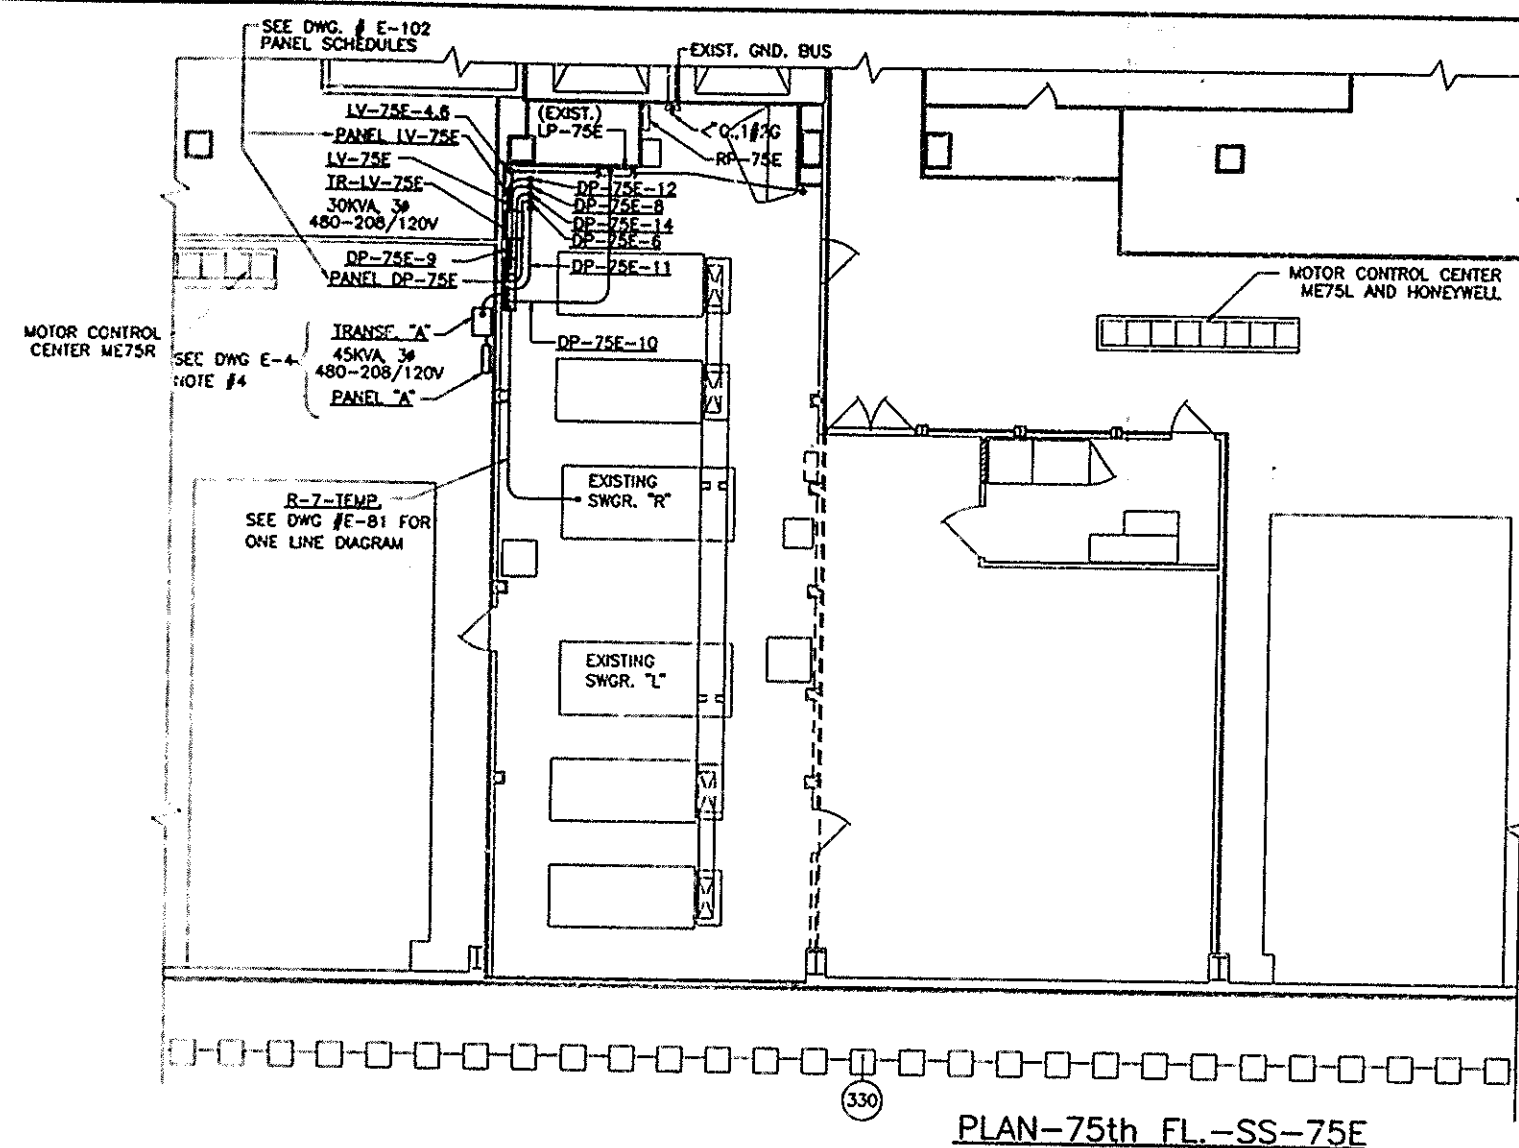 SEE DWG. # E-102
PANEL SCHEDULES
EXIST. GND. BUS
LV-75E-4,6
PANEL LV-75E
LV-75E
TR-LV-75E
30KVA, 3ø
480-208/120V
(EXIST.)
LP-75E
RP-75E
DP-75E-12
DP-75E-8
DP-75E-14
DP-75E-6
DP-75E-11
DP-75E-9
PANEL DP-75E
MOTOR CONTROL
CENTER ME75R
SEE DWG E-4
NOTE #4
TRANSF. "A"
45KVA, 3ø
480-208/120V
PANEL "A"
DP-75E-10
MOTOR CONTROL CENTER
ME75L AND HONEYWELL
R-7-TEMP.
SEE DWG #E-81 FOR
ONE LINE DIAGRAM
EXISTING
SWGR. "R"
EXISTING
SWGR. "L"
330
PLAN-75th FL.-SS-75E